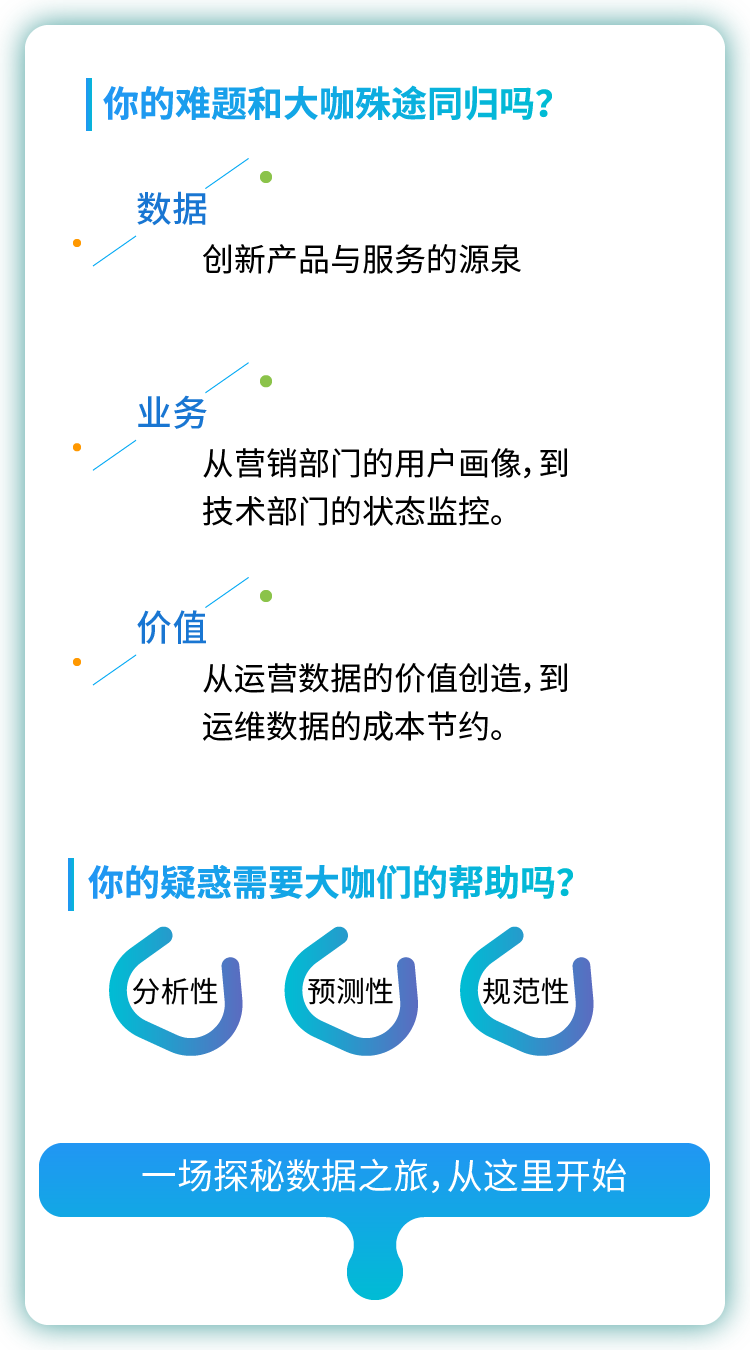 你的难题和大咖殊途同归吗？
数据
创新产品与服务的源泉
业务
从营销部门的用户画像，到
技术部门的状态监控。
价值
从运营数据的价值创造，到
运维数据的成本节约。
你的疑惑需要大咖们的帮助吗？
分析性 预测性 规范性
一场探秘数据之旅，从这里开始